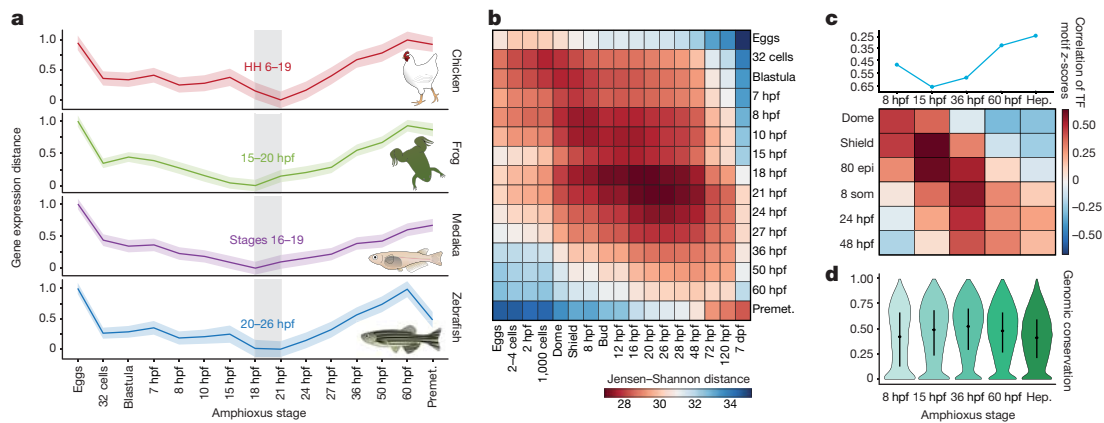 a
Gene expression distance
1.0
0.5
0
HH 6–19
Chicken
1.0
0.5
0
15–20 hpf
Frog
1.0
0.5
0
Stages 16–19
Medaka
1.0
0.5
0
20–26 hpf
Zebrafish
Eggs
32 cells
Blastula
7 hpf
8 hpf
10 hpf
15 hpf
18 hpf
21 hpf
24 hpf
27 hpf
36 hpf
50 hpf
60 hpf
Premet.
Amphioxus stage
b
Eggs
32 cells
Blastula
7 hpf
8 hpf
10 hpf
15 hpf
18 hpf
21 hpf
24 hpf
27 hpf
36 hpf
50 hpf
60 hpf
Premet.
Eggs
2–4 cells
2 hpf
1,000 cells
Dome
Shield
8 hpf
Bud
12 hpf
16 hpf
20 hpf
26 hpf
28 hpf
48 hpf
72 hpf
120 hpf
7 dpf
Jensen–Shannon distance
28 30 32 34
c
0.25
0.35
0.45
0.55
0.65
8 hpf 15 hpf 36 hpf 60 hpf Hep.
Correlation of TF
motif z-scores
Dome
Shield
80 epi
8 som
24 hpf
48 hpf
0.50
0.25
0
−0.25
−0.50
d
1.00
0.75
0.50
0.25
0
8 hpf 15 hpf 36 hpf 60 hpf Hep.
Amphioxus stage
Genomic conservation